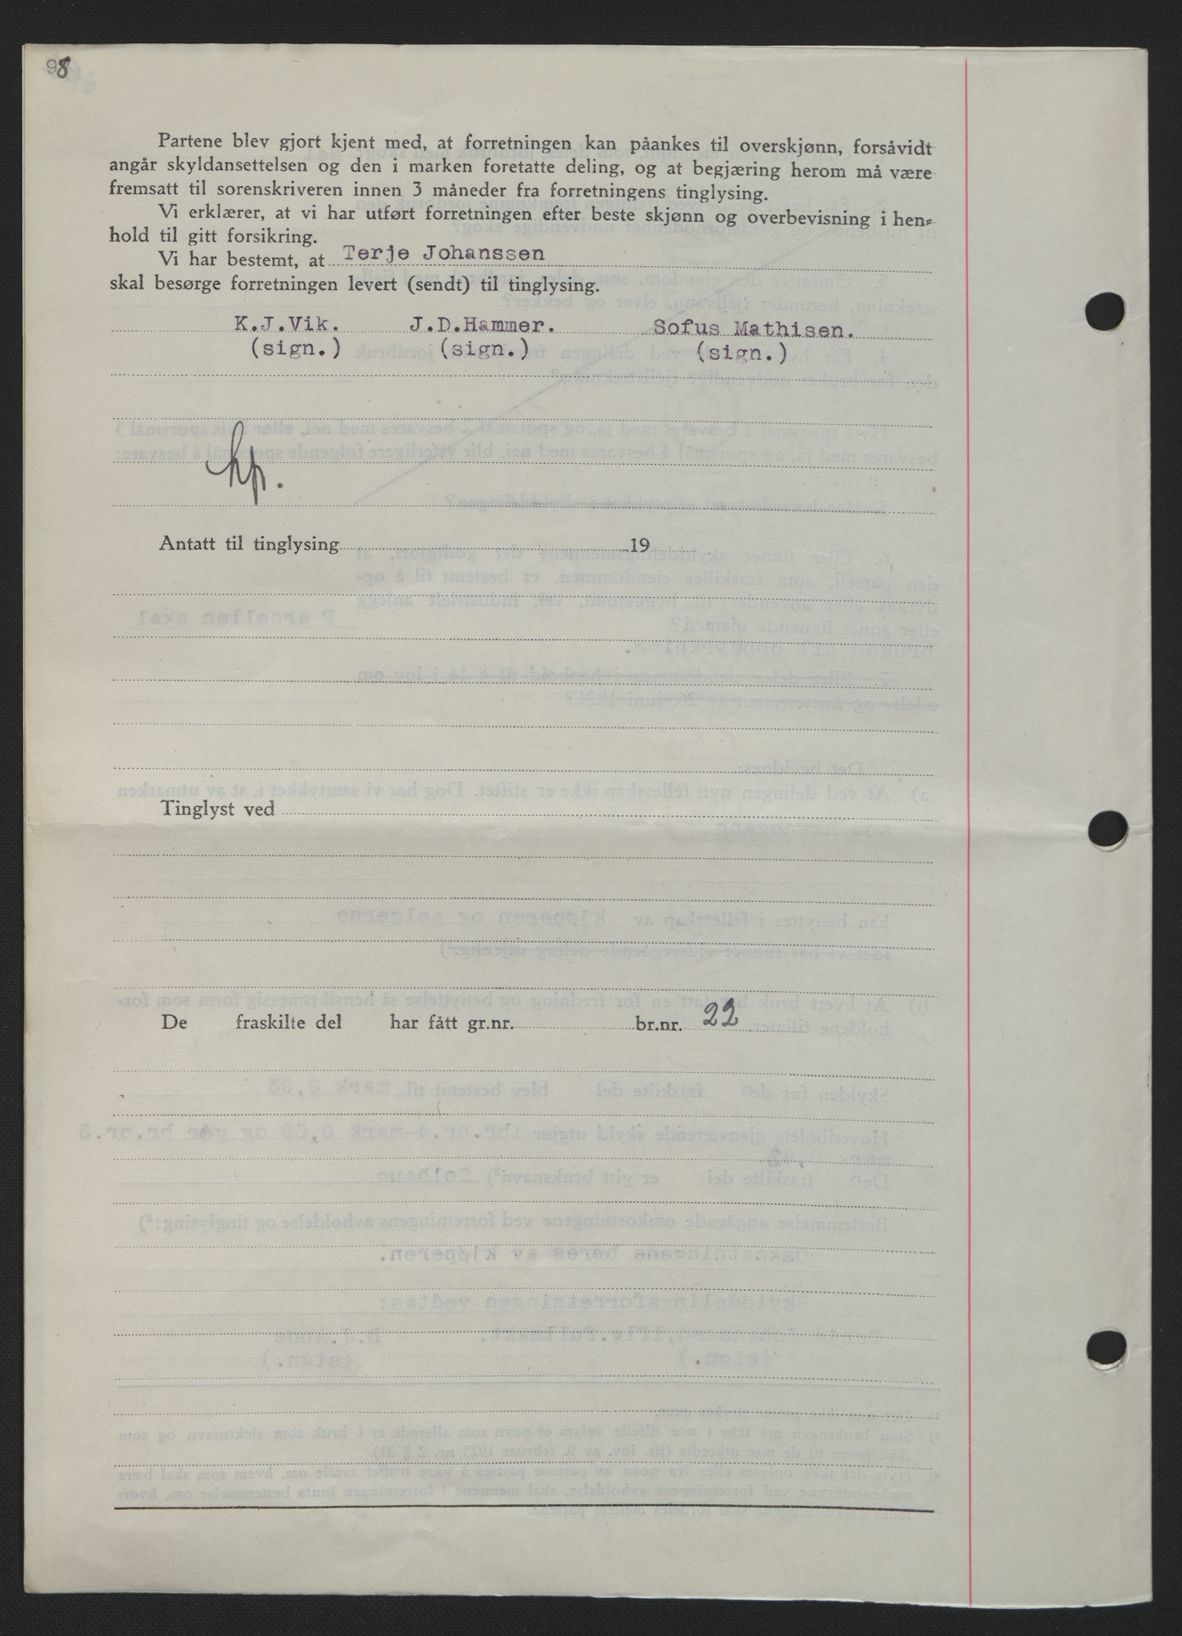 98
Partene blev gjort kjent med, at forretningen kan påankes til overskjønn, forsåvidt
angår skyldansettelsen og den i marken foretatte deling, og at begjæring herom må være
fremsatt til sorenskriveren innen 3 måneder fra forretningens tinglysing.
Vi erklærer, at vi har utført forretningen efter beste skjønn og overbevisning i hen-
hold til gitt forsikring.
Vi har bestemt, at Terje Johanssen
skal besørge forretningen levert (sendt) til tinglysing.
K.J.Vik. J.D.Hammer. Sofus Mathisen.
(sign.) (sign.) (sign.)
hp.
Antatt til tinglysing 19
Tinglyst ved
De fraskilte del har fått gr.nr. br.nr. 22